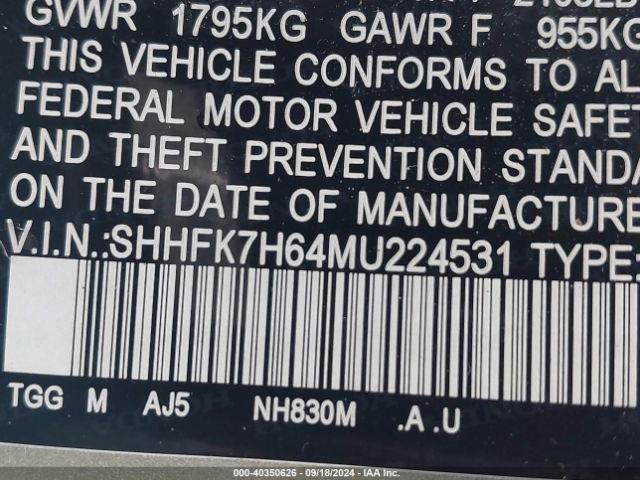 GVWR 1795KG GAWR F 955KG
THIS VEHICLE CONFORMS TO AL
FEDERAL MOTOR VEHICLE SAFE
AND THEFT PREVENTION STANDA
ON THE DATE OF MANUFACTURE
V.I.N.:SHHFK7H64MU224531 TYPE:
TGG M AJ5 NH830M .A .U
000-40350626 - 09/18/2024 - IAA Inc.